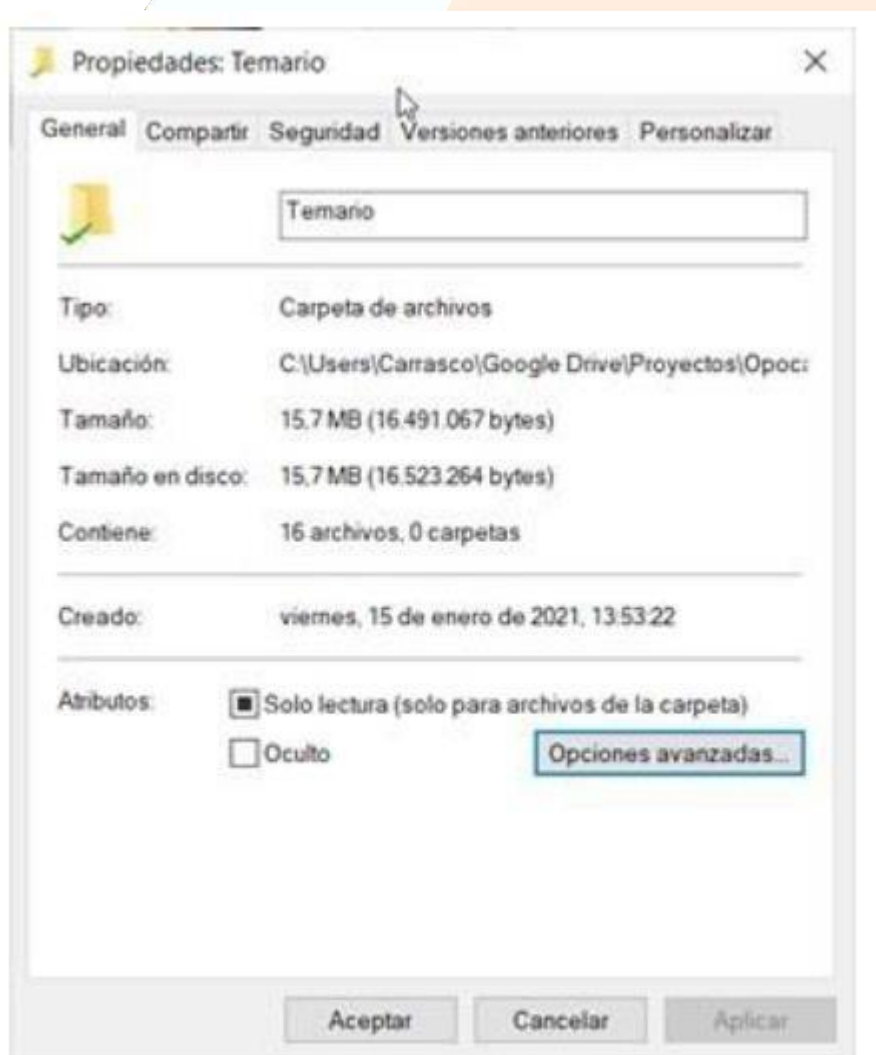 Propiedades: Temario
General Compartir Seguridad Versiones anteriores Personalizar
Temario
Tipo: Carpeta de archivos
Ubicación: C:\Users\Carrasco\Google Drive\Proyectos\Opoca
Tamaño: 15,7 MB (16.491.067 bytes)
Tamaño en disco: 15,7 MB (16.523.264 bytes)
Contiene: 16 archivos, 0 carpetas
Creado: viernes, 15 de enero de 2021, 13:53:22
Atributos: Solo lectura (solo para archivos de la carpeta)
Oculto Opciones avanzadas...
Aceptar Cancelar Aplicar